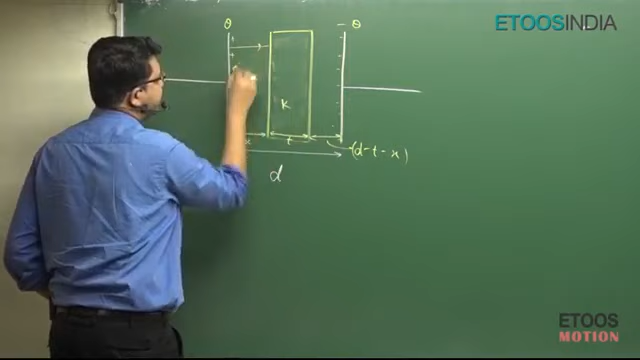 ETOOSINDIA
Q - Q
K
x t (d-t-x)
d
ETOOS
MOTION